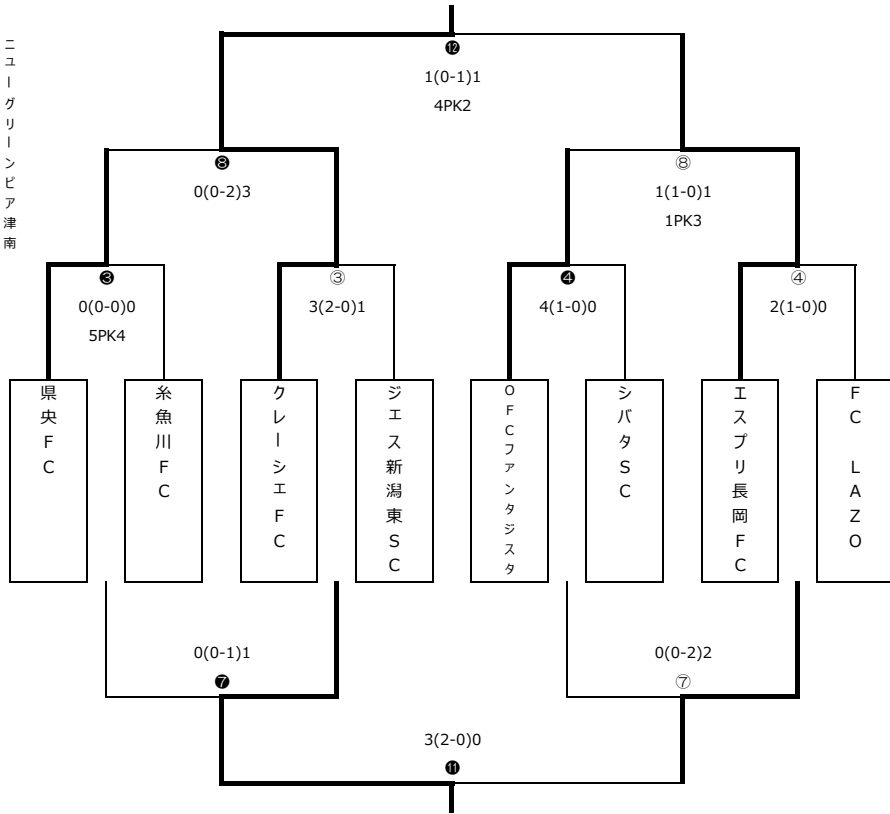 ニューグリーンピア津南
⓬
1(0-1)1
4PK2
❽
0(0-2)3
⑧
1(1-0)1
1PK3
❸
0(0-0)0
5PK4
③
3(2-0)1
❹
4(1-0)0
④
2(1-0)0
県央FC
糸魚川FC
クレーシエFC
ジエス新潟東SC
OFCファンタジスタ
シバタSC
エスプリ長岡FC
FC LAZO
0(0-1)1
❼
0(0-2)2
⑦
3(2-0)0
⓫